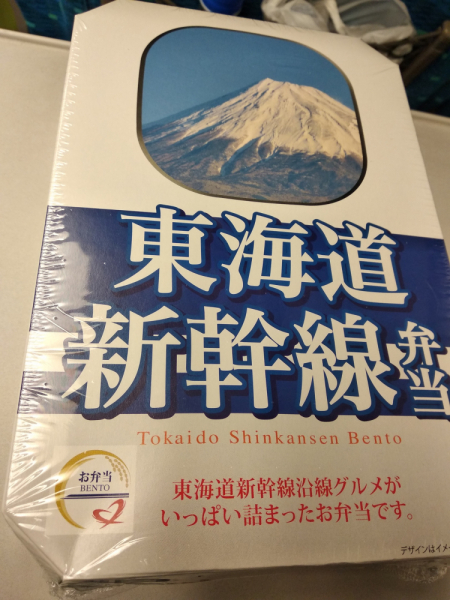 東海道
新幹線弁当
Tokaido Shinkansen Bento
お弁当
BENTO
東海道新幹線沿線グルメが
いっぱい詰まったお弁当です。
デザインはイメ